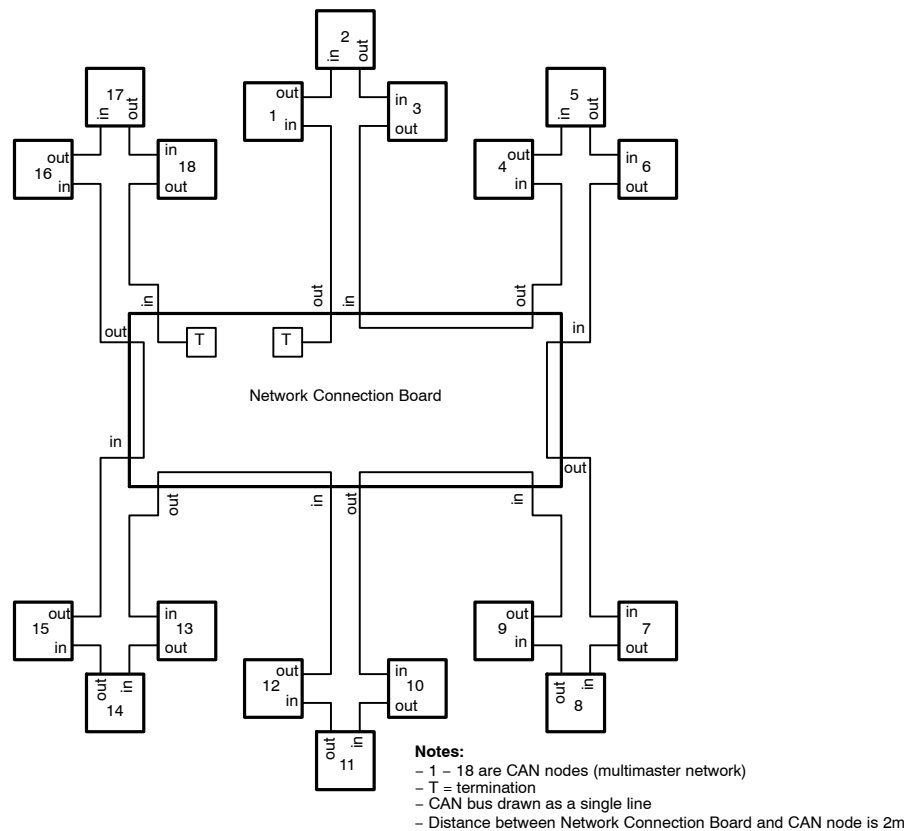 2
in
out
17
in
out
out
1
in
in
3
out
5
in
out
out
16
in
in
18
out
out
4
in
in
6
out
in
out
in
out
out
in
T
T
Network Connection Board
in
out
out
in
out
in
out
15
in
in
13
out
out
9
in
in
7
out
out
in
14
out
12
in
in
10
out
out
in
8
out
in
11
Notes:
– 1 – 18 are CAN nodes (multimaster network)
– T = termination
– CAN bus drawn as a single line
– Distance between Network Connection Board and CAN node is 2m